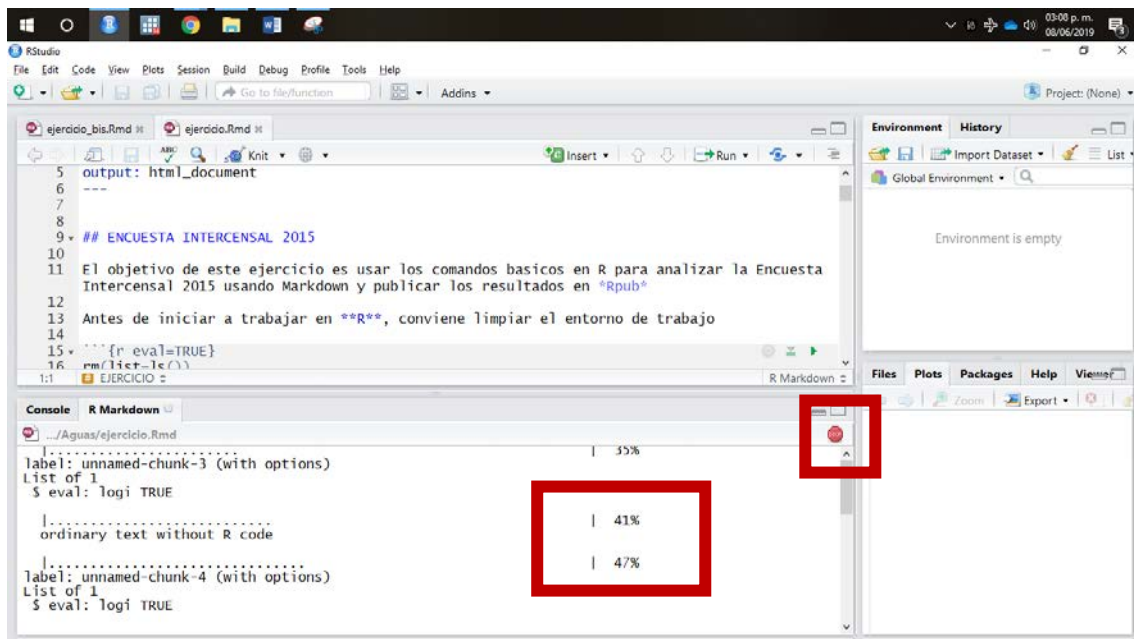 03:08 p. m.
08/06/2019
RStudio
File Edit Code View Plots Session Build Debug Profile Tools Help
Go to file/function Addins Project: (None)
ejercicio_bis.Rmd ejercicio.Rmd
ABC Knit Insert Run
5 output: html_document
6 ---
7
8
9 ## ENCUESTA INTERCENSAL 2015
10
11 El objetivo de este ejercicio es usar los comandos basicos en R para analizar la Encuesta
Intercensal 2015 usando Markdown y publicar los resultados en *Rpub*
12
13 Antes de iniciar a trabajar en **R**, conviene limpiar el entorno de trabajo
14
15 ```{r eval=TRUE}
16 rm(list=ls())
1:1 EJERCICIO R Markdown
Console R Markdown
.../Aguas/ejercicio.Rmd
STOP
|........................ | 35%
label: unnamed-chunk-3 (with options)
List of 1
$ eval: logi TRUE
|........................... | 41%
ordinary text without R code
|............................... | 47%
label: unnamed-chunk-4 (with options)
List of 1
$ eval: logi TRUE
Environment History
Import Dataset List
Global Environment
Environment is empty
Files Plots Packages Help Viewer
Zoom Export